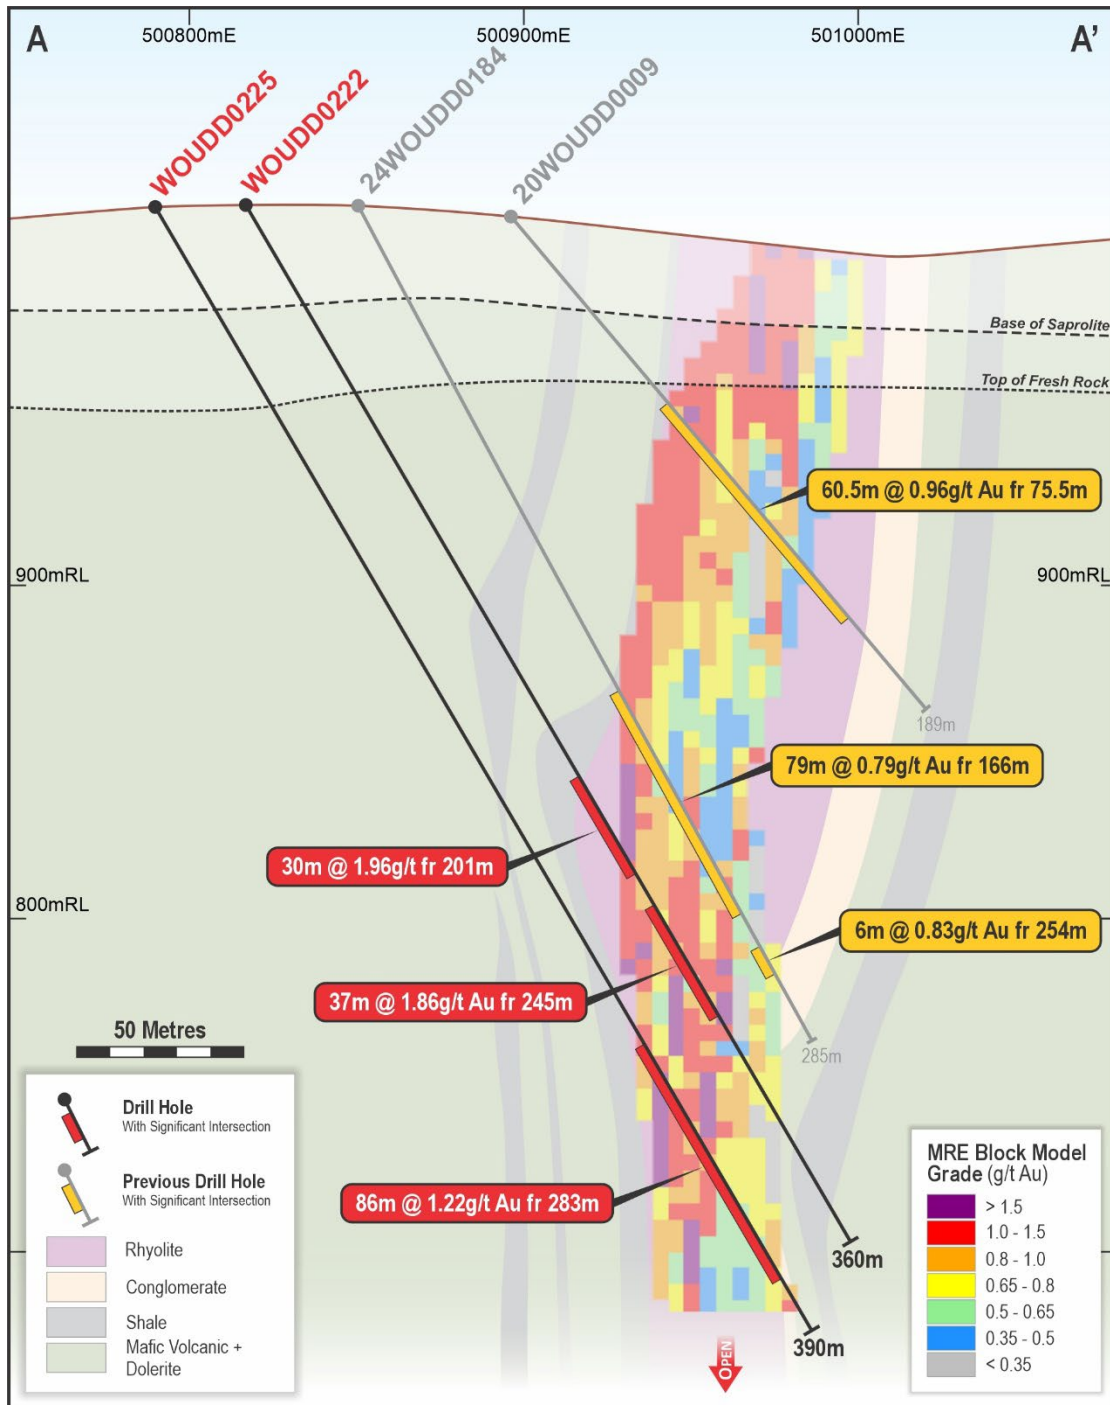 A
500800mE
500900mE
501000mE
A’
WOUDD0225
WOUDD0222
24WOUDD0184
20WOUDD0009
Base of Saprolite
Top of Fresh Rock
60.5m @ 0.96g/t Au fr 75.5m
900mRL
900mRL
189m
79m @ 0.79g/t Au fr 166m
30m @ 1.96g/t fr 201m
800mRL
6m @ 0.83g/t Au fr 254m
37m @ 1.86g/t Au fr 245m
50 Metres
285m
86m @ 1.22g/t Au fr 283m
360m
390m
OPEN
Drill Hole
With Significant Intersection
Previous Drill Hole
With Significant Intersection
Rhyolite
Conglomerate
Shale
Mafic Volcanic +
Dolerite
MRE Block Model
Grade (g/t Au)
> 1.5
1.0 - 1.5
0.8 - 1.0
0.65 - 0.8
0.5 - 0.65
0.35 - 0.5
< 0.35